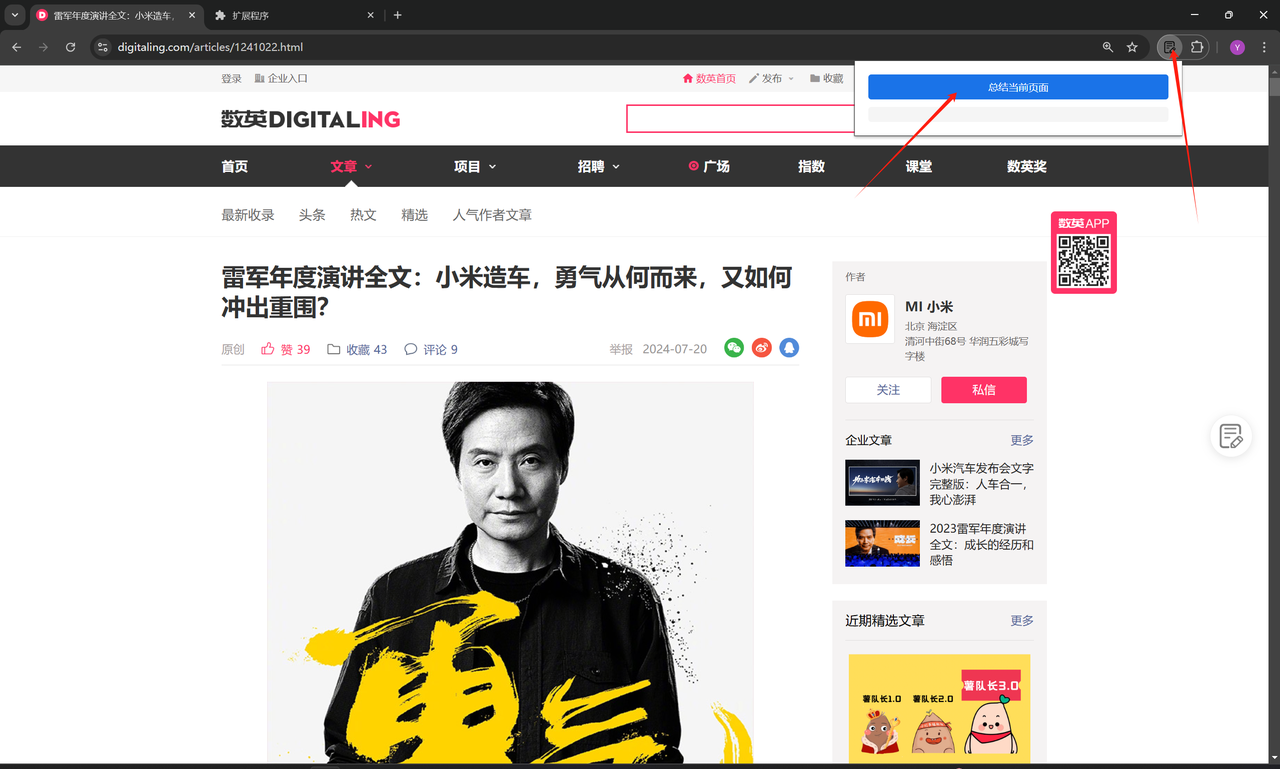 雷军年度演讲全文：小米造车，
扩展程序
digitaling.com/articles/1241022.html
Y
登录
企业入口
数英首页
发布
收藏
总结当前页面
数英DIGITALING
首页
文章
项目
招聘
广场
指数
课堂
数英奖
最新收录
头条
热文
精选
人气作者文章
数英APP
雷军年度演讲全文：小米造车，勇气从何而来，又如何
冲出重围？
原创
赞 39
收藏 43
评论 9
举报
2024-07-20
勇气
作者
MI 小米
北京 海淀区
清河中街68号 华润五彩城写
字楼
关注
私信
企业文章
更多
小米汽车发布会文字
完整版：人车合一，
我心澎湃
2023雷军年度演讲
全文：成长的经历和
感悟
近期精选文章
更多
薯队长1.0
薯队长2.0
薯队长3.0